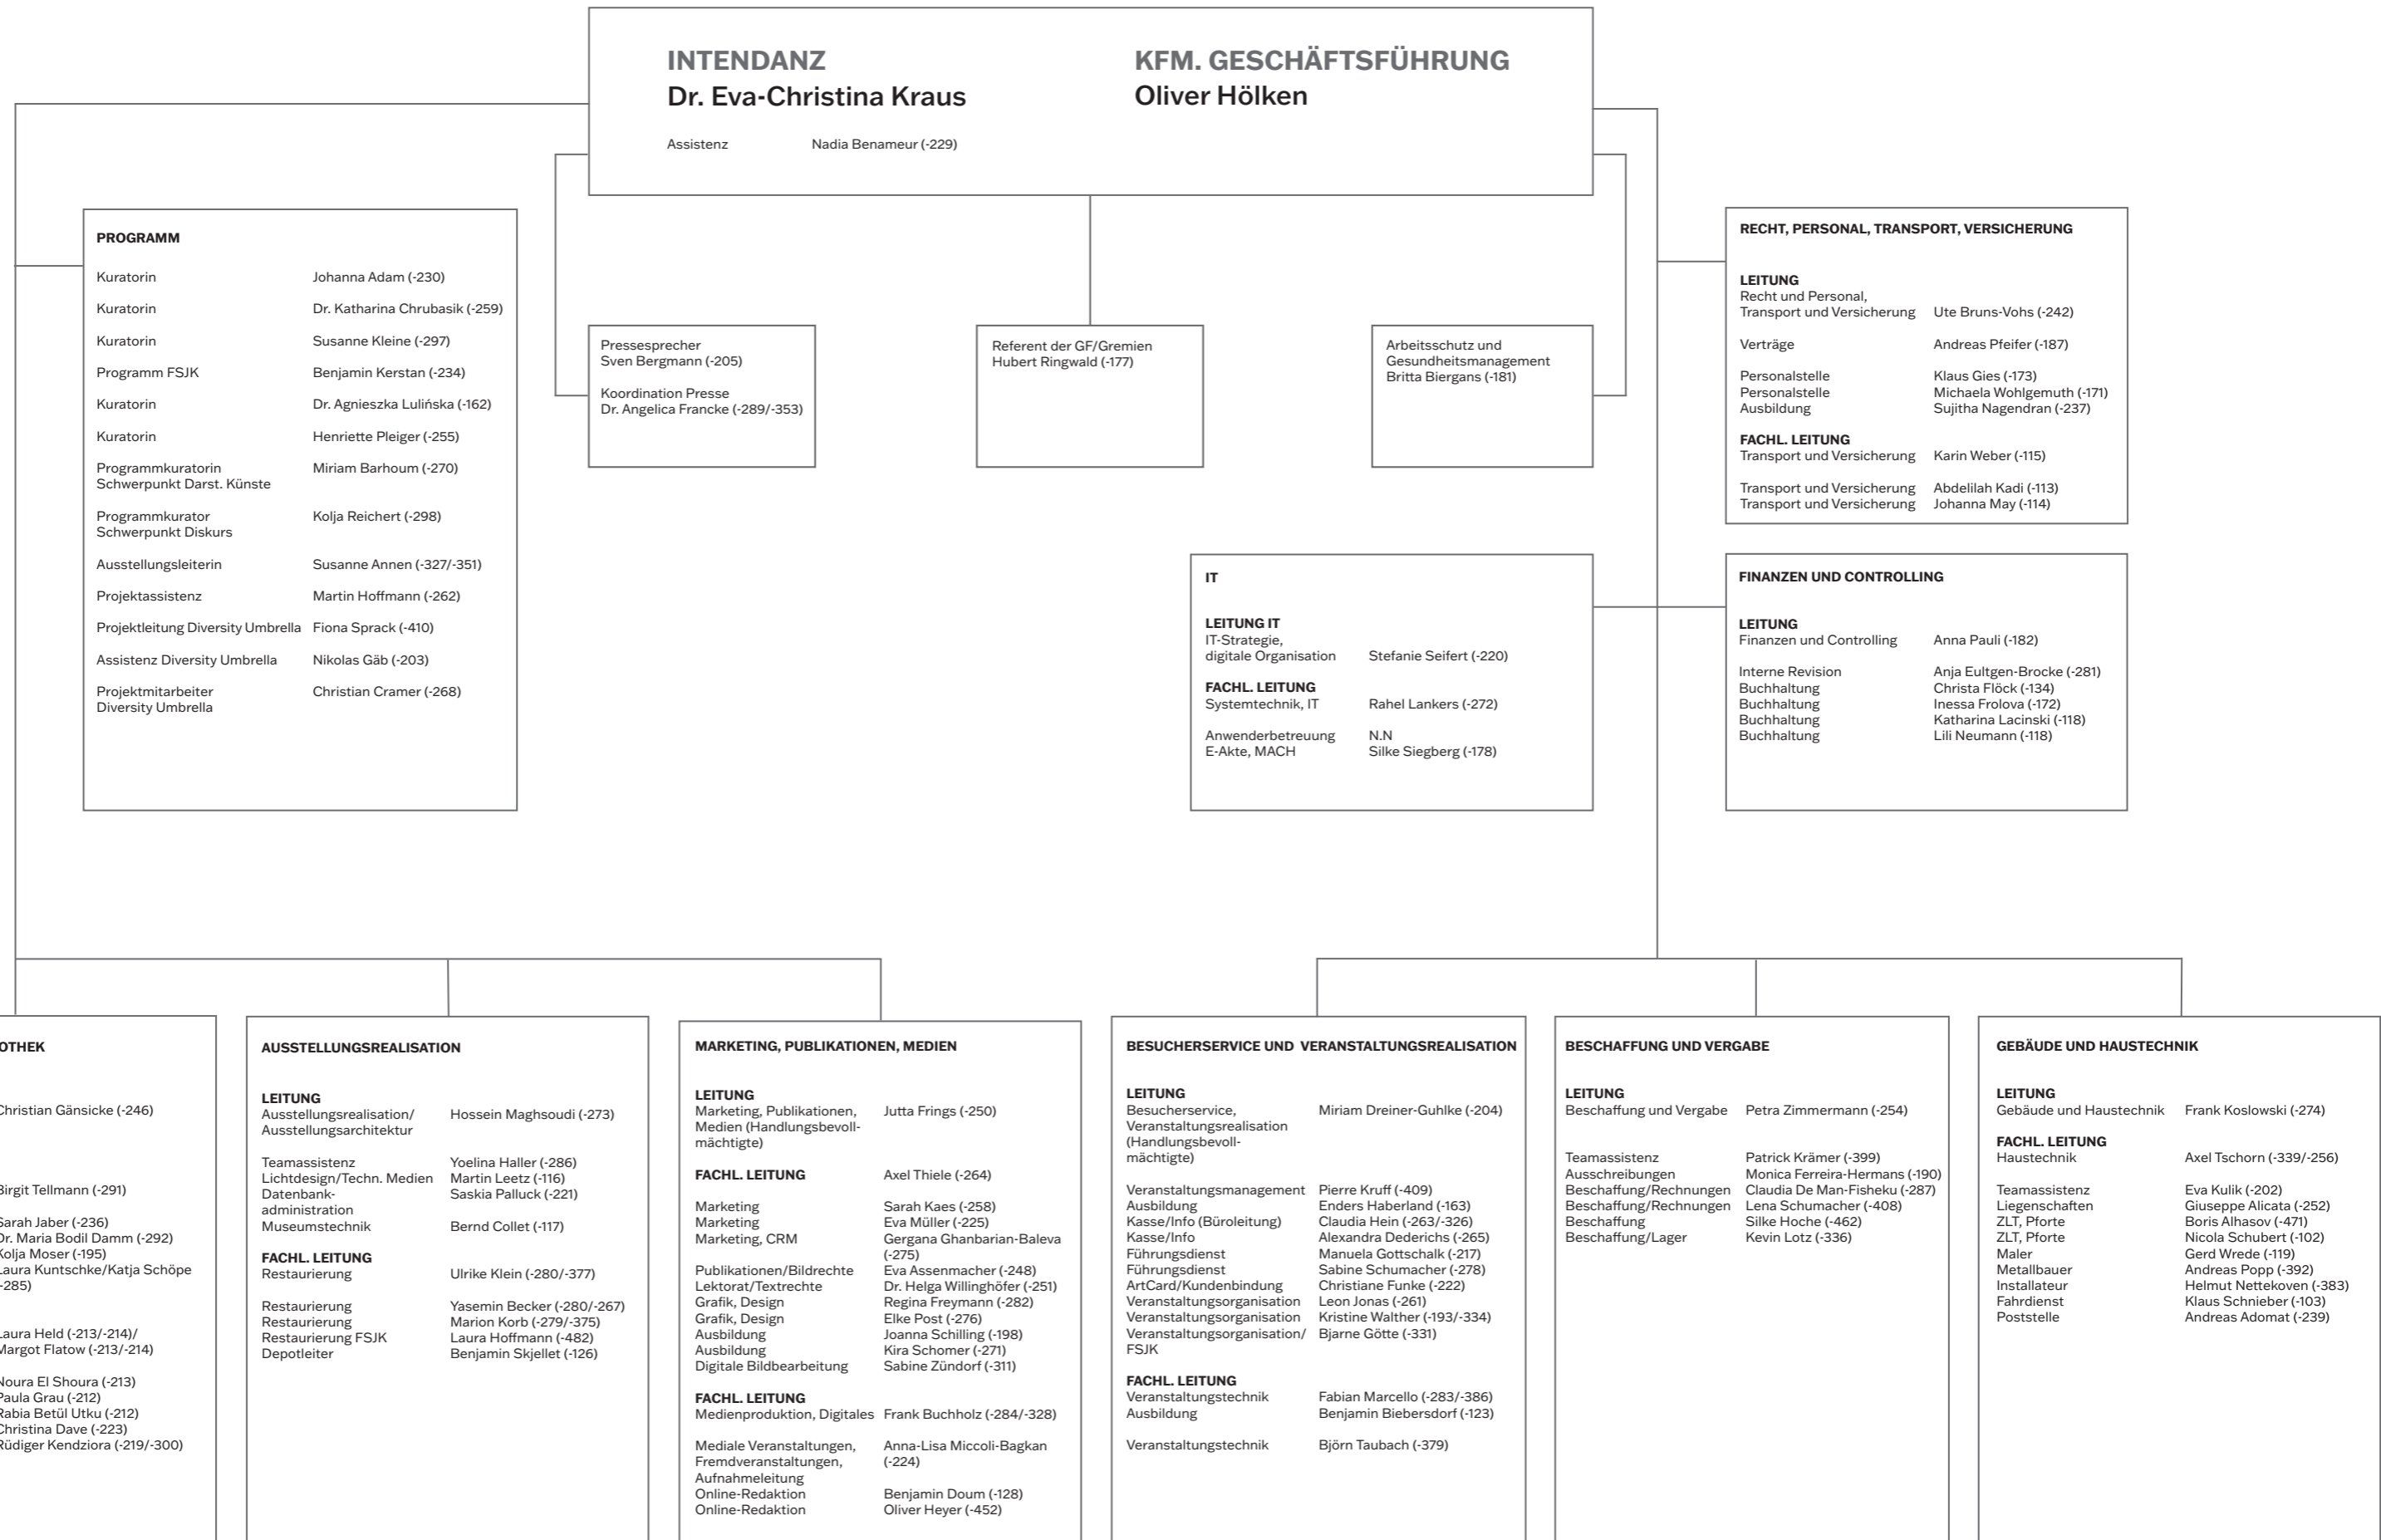 INTENDANZ
Dr. Eva-Christina Kraus
Assistenz Nadia Benameur (-229)
KFM. GESCHÄFTSFÜHRUNG
Oliver Hölken
PROGRAMM
Kuratorin Johanna Adam (-230)
Kuratorin Dr. Katharina Chrubasik (-259)
Kuratorin Susanne Kleine (-297)
Programm FSJK Benjamin Kerstan (-234)
Kuratorin Dr. Agnieszka Lulińska (-162)
Kuratorin Henriette Pleiger (-255)
Programmkuratorin Miriam Barhoum (-270)
Schwerpunkt Darst. Künste
Programmkurator Kolja Reichert (-298)
Schwerpunkt Diskurs
Ausstellungsleiterin Susanne Annen (-327/-351)
Projektassistenz Martin Hoffmann (-262)
Projektleitung Diversity Umbrella Fiona Sprack (-410)
Assistenz Diversity Umbrella Nikolas Gäb (-203)
Projektmitarbeiter Christian Cramer (-268)
Diversity Umbrella
Pressesprecher
Sven Bergmann (-205)
Koordination Presse
Dr. Angelica Francke (-289/-353)
Referent der GF/Gremien
Hubert Ringwald (-177)
Arbeitsschutz und
Gesundheitsmanagement
Britta Biergans (-181)
RECHT, PERSONAL, TRANSPORT, VERSICHERUNG
LEITUNG
Recht und Personal,
Transport und Versicherung Ute Bruns-Vohs (-242)
Verträge Andreas Pfeifer (-187)
Personalstelle Klaus Gies (-173)
Personalstelle Michaela Wohlgemuth (-171)
Ausbildung Sujitha Nagendran (-237)
FACHL. LEITUNG
Transport und Versicherung Karin Weber (-115)
Transport und Versicherung Abdelilah Kadi (-113)
Transport und Versicherung Johanna May (-114)
IT
LEITUNG IT
IT-Strategie,
digitale Organisation Stefanie Seifert (-220)
FACHL. LEITUNG
Systemtechnik, IT Rahel Lankers (-272)
Anwenderbetreuung N.N
E-Akte, MACH Silke Siegberg (-178)
FINANZEN UND CONTROLLING
LEITUNG
Finanzen und Controlling Anna Pauli (-182)
Interne Revision Anja Eultgen-Brocke (-281)
Buchhaltung Christa Flöck (-134)
Buchhaltung Inessa Frolova (-172)
Buchhaltung Katharina Lacinski (-118)
Buchhaltung Lili Neumann (-118)
OTHEK
Christian Gänsicke (-246)
Birgit Tellmann (-291)
Sarah Jaber (-236)
Dr. Maria Bodil Damm (-292)
Kolja Moser (-195)
Laura Kuntschke/Katja Schöpe
(-285)
Laura Held (-213/-214)/
Margot Flatow (-213/-214)
Noura El Shoura (-213)
Paula Grau (-212)
Rabia Betül Utku (-212)
Christina Dave (-223)
Rüdiger Kendziora (-219/-300)
AUSSTELLUNGSREALISATION
LEITUNG
Ausstellungsrealisation/ Hossein Maghsoudi (-273)
Ausstellungsarchitektur
Teamassistenz Yoelina Haller (-286)
Lichtdesign/Techn. Medien Martin Leetz (-116)
Datenbank- Saskia Palluck (-221)
administration
Museumstechnik Bernd Collet (-117)
FACHL. LEITUNG
Restaurierung Ulrike Klein (-280/-377)
Restaurierung Yasemin Becker (-280/-267)
Restaurierung Marion Korb (-279/-375)
Restaurierung FSJK Laura Hoffmann (-482)
Depotleiter Benjamin Skjellet (-126)
MARKETING, PUBLIKATIONEN, MEDIEN
LEITUNG
Marketing, Publikationen, Jutta Frings (-250)
Medien (Handlungsbevoll-
mächtigte)
FACHL. LEITUNG Axel Thiele (-264)
Marketing Sarah Kaes (-258)
Marketing Eva Müller (-225)
Marketing, CRM Gergana Ghanbarian-Baleva
(-275)
Publikationen/Bildrechte Eva Assenmacher (-248)
Lektorat/Textrechte Dr. Helga Willinghöfer (-251)
Grafik, Design Regina Freymann (-282)
Grafik, Design Elke Post (-276)
Ausbildung Joanna Schilling (-198)
Ausbildung Kira Schomer (-271)
Digitale Bildbearbeitung Sabine Zündorf (-311)
FACHL. LEITUNG
Medienproduktion, Digitales Frank Buchholz (-284/-328)
Mediale Veranstaltungen, Anna-Lisa Miccoli-Bagkan
Fremdveranstaltungen, (-224)
Aufnahmeleitung
Online-Redaktion Benjamin Doum (-128)
Online-Redaktion Oliver Heyer (-452)
BESUCHERSERVICE UND VERANSTALTUNGSREALISATION
LEITUNG
Besucherservice, Miriam Dreiner-Guhlke (-204)
Veranstaltungsrealisation
(Handlungsbevoll-
mächtigte)
Veranstaltungsmanagement Pierre Kruff (-409)
Ausbildung Enders Haberland (-163)
Kasse/Info (Büroleitung) Claudia Hein (-263/-326)
Kasse/Info Alexandra Dederichs (-265)
Führungsdienst Manuela Gottschalk (-217)
Führungsdienst Sabine Schumacher (-278)
ArtCard/Kundenbindung Christiane Funke (-222)
Veranstaltungsorganisation Leon Jonas (-261)
Veranstaltungsorganisation Kristine Walther (-193/-334)
Veranstaltungsorganisation/ Bjarne Götte (-331)
FSJK
FACHL. LEITUNG
Veranstaltungstechnik Fabian Marcello (-283/-386)
Ausbildung Benjamin Biebersdorf (-123)
Veranstaltungstechnik Björn Taubach (-379)
BESCHAFFUNG UND VERGABE
LEITUNG
Beschaffung und Vergabe Petra Zimmermann (-254)
Teamassistenz Patrick Krämer (-399)
Ausschreibungen Monica Ferreira-Hermans (-190)
Beschaffung/Rechnungen Claudia De Man-Fisheku (-287)
Beschaffung/Rechnungen Lena Schumacher (-408)
Beschaffung Silke Hoche (-462)
Beschaffung/Lager Kevin Lotz (-336)
GEBÄUDE UND HAUSTECHNIK
LEITUNG
Gebäude und Haustechnik Frank Koslowski (-274)
FACHL. LEITUNG
Haustechnik Axel Tschorn (-339/-256)
Teamassistenz Eva Kulik (-202)
Liegenschaften Giuseppe Alicata (-252)
ZLT, Pforte Boris Alhasov (-471)
ZLT, Pforte Nicola Schubert (-102)
Maler Gerd Wrede (-119)
Metallbauer Andreas Popp (-392)
Installateur Helmut Nettekoven (-383)
Fahrdienst Klaus Schnieber (-103)
Poststelle Andreas Adomat (-239)